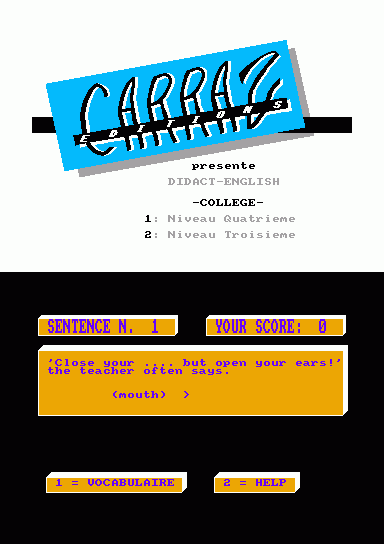 CARRAZ
EDITIONS
presente
DIDACT-ENGLISH
-COLLEGE-
1: Niveau Quatrieme
2: Niveau Troisieme
SENTENCE N. 1
YOUR SCORE: 0
'Close your .... but open your ears!'
the teacher often says.
(mouth) >
1 = VOCABULAIRE
2 = HELP